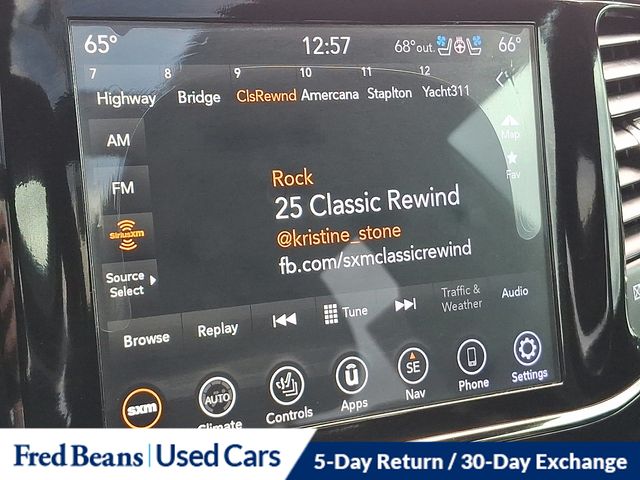 65° 12:57 68° out 66°
7 8 9 10 11 12
Highway Bridge ClsRewnd Amercana Staplton Yacht311
AM
Map
FM
Fav
Rock
25 Classic Rewind
@kristine_stone
fb.com/sxmclassicrewind
SiriusXM
Source
Select
Browse Replay Tune Traffic &
Weather Audio
sxm AUTO SE
Climate Controls Apps Nav Phone Settings
Fred Beans | Used Cars
5-Day Return / 30-Day Exchange